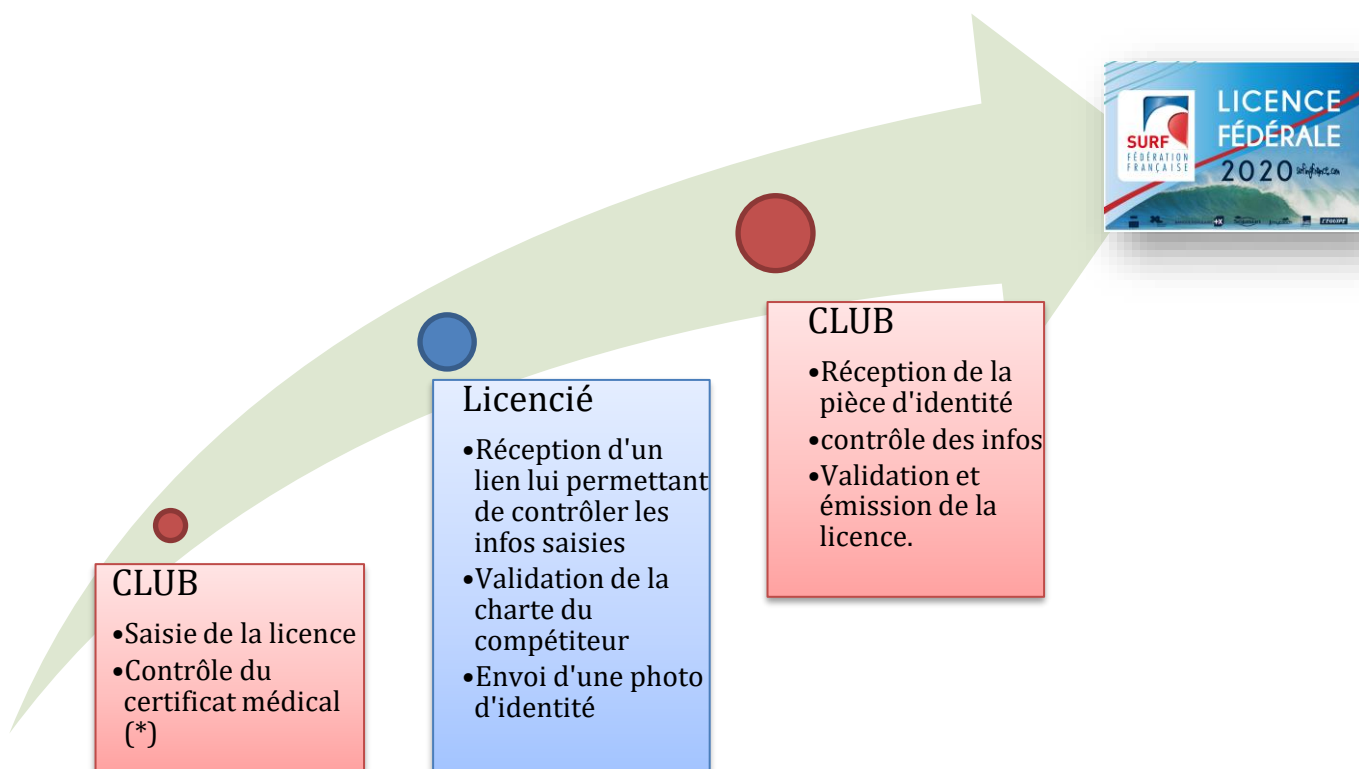 LICENCE
FÉDÉRALE
2020
SURF
FÉDÉRATION
FRANÇAISE
CLUB
•Réception de la
pièce d'identité
•contrôle des infos
•Validation et
émission de la
licence.
Licencié
•Réception d'un
lien lui permettant
de contrôler les
infos saisies
•Validation de la
charte du
compétiteur
•Envoi d'une photo
d'identité
CLUB
•Saisie de la licence
•Contrôle du
certificat médical
(*)